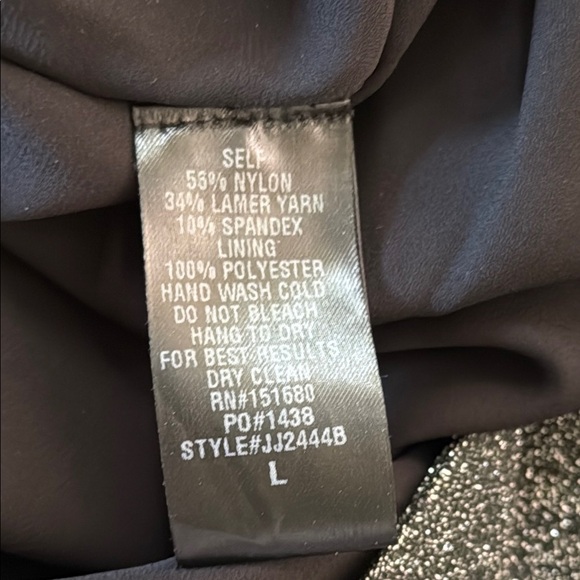 SELF
56% NYLON
34% LAMER YARN
10% SPANDEX
LINING
100% POLYESTER
HAND WASH COLD
DO NOT BLEACH
HANG TO DRY
FOR BEST RESULTS
DRY CLEAN
RN#151680
PO#1438
STYLE#JJ2444B
L